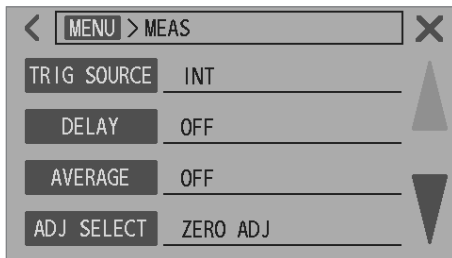 MENU > MEAS
TRIG SOURCE INT
DELAY OFF
AVERAGE OFF
ADJ SELECT ZERO ADJ